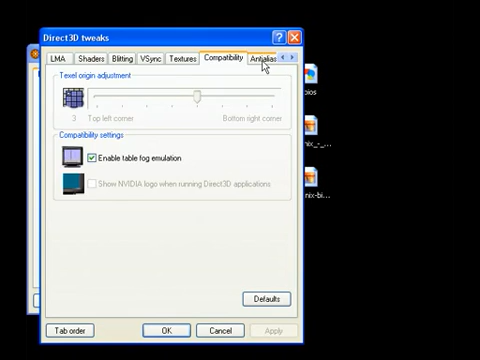 Direct3D tweaks
LMA Shaders Blitting VSync Textures Compatibility Antialias
Texel origin adjustment
3 Top left corner Bottom right corner
Compatibility settings
Enable table fog emulation
Show NVIDIA logo when running Direct3D applications
Defaults
Tab order OK Cancel Apply